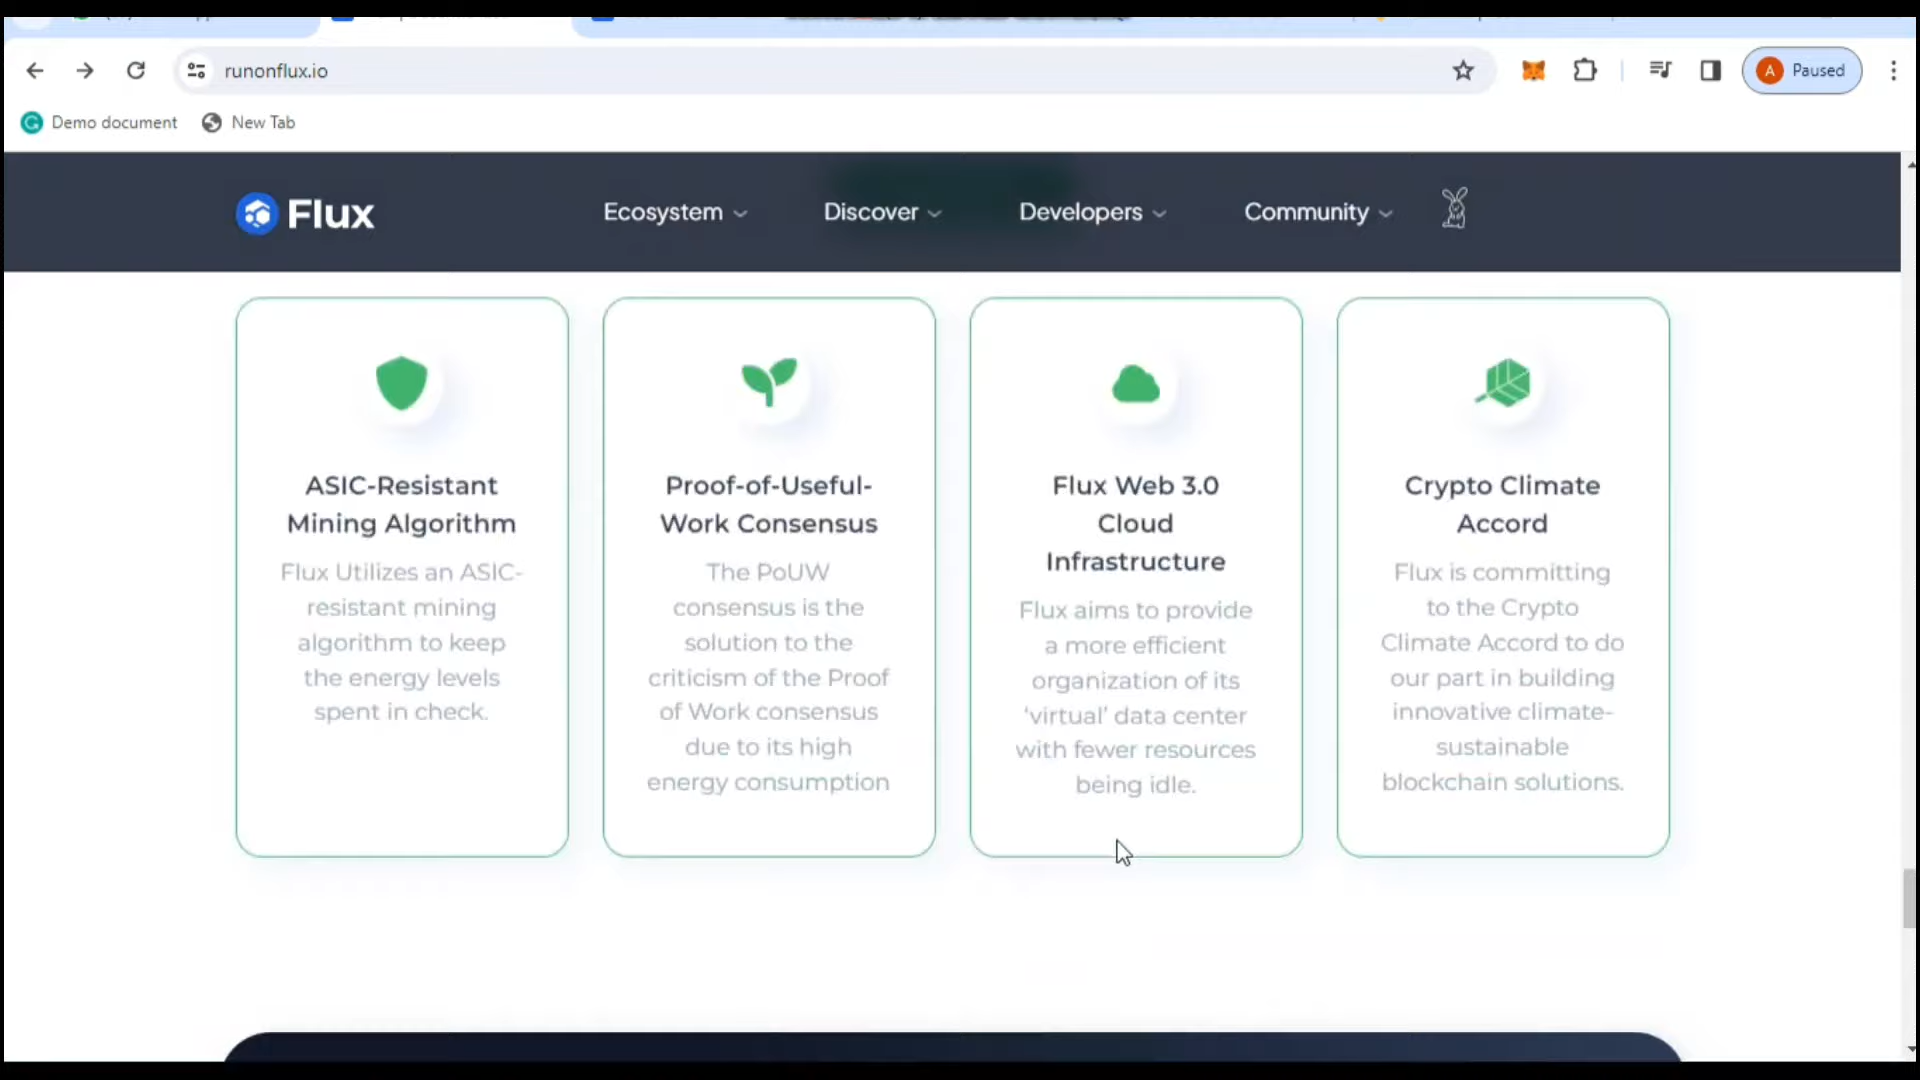 runonflux.io
A Paused
Demo document
New Tab
Flux
Ecosystem
Discover
Developers
Community
ASIC-Resistant
Mining Algorithm
Flux Utilizes an ASIC-
resistant mining
algorithm to keep
the energy levels
spent in check.
Proof-of-Useful-
Work Consensus
The PoUW
consensus is the
solution to the
criticism of the Proof
of Work consensus
due to its high
energy consumption
Flux Web 3.0
Cloud
Infrastructure
Flux aims to provide
a more efficient
organization of its
‘virtual’ data center
with fewer resources
being idle.
Crypto Climate
Accord
Flux is committing
to the Crypto
Climate Accord to do
our part in building
innovative climate-
sustainable
blockchain solutions.